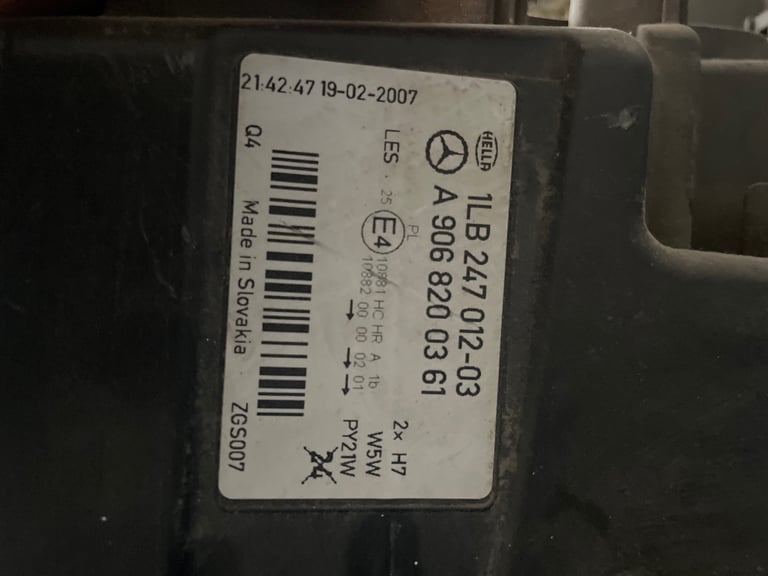 21:42:47 19-02-2007
HELLA
1LB 247 012-03
A 906 820 03 61
LES . 25
PL
E4
10881 HC HR A 1b
10882 00 00 02 01
→ → →
2x H7
W5W
PY21W
24
Q4 Made in Slovakia ZGS007